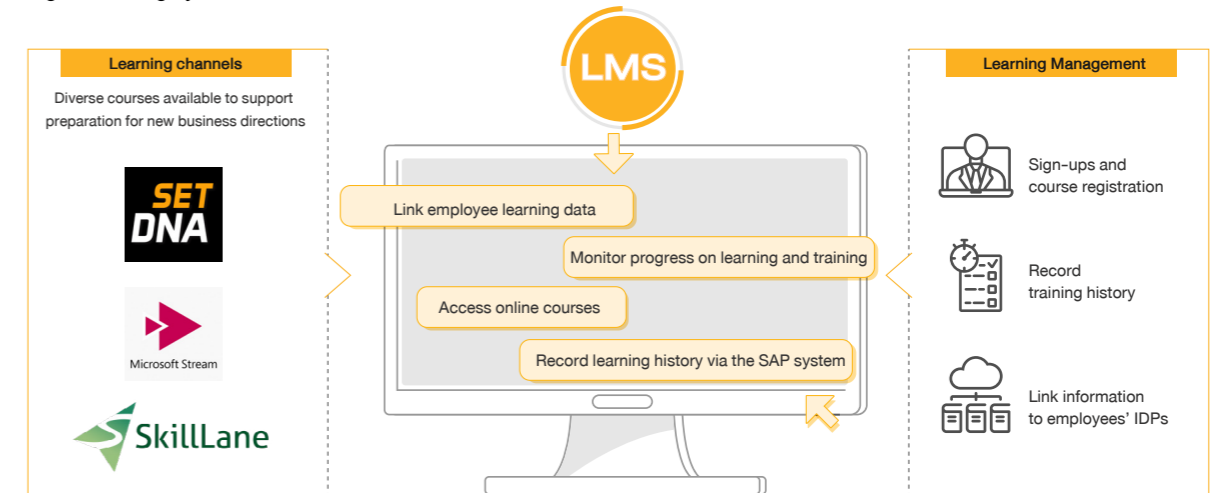 Learning channels
Diverse courses available to support
preparation for new business directions
SET
DNA
Microsoft Stream
SkillLane
LMS
Link employee learning data
Monitor progress on learning and training
Access online courses
Record learning history via the SAP system
Learning Management
Sign-ups and
course registration
Record
training history
Link information
to employees' IDPs